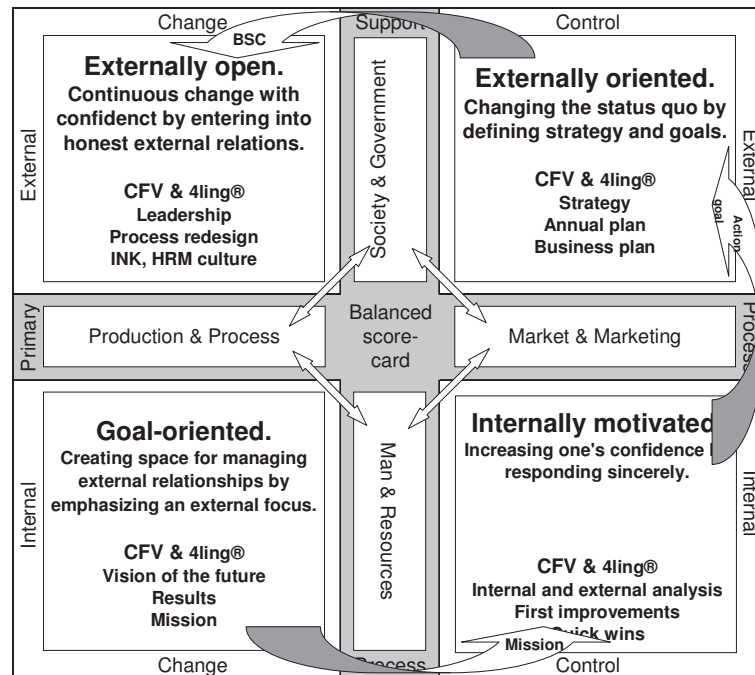 Change
Support
Control
BSC
Externally open.
Continuous change with
confidenct by entering into
honest external relations.
CFV & 4ling®
Leadership
Process redesign
INK, HRM culture
External
Society & Government
Externally oriented.
Changing the status quo by
defining strategy and goals.
CFV & 4ling®
Strategy
Annual plan
Business plan
External
Action
goal
Primary
Production & Process
Balanced
score-
card
Market & Marketing
Process
Internal
Goal-oriented.
Creating space for managing
external relationships by
emphasizing an external focus.
CFV & 4ling®
Vision of the future
Results
Mission
Man & Resources
Internally motivated
Increasing one's confidence
responding sincerely.
CFV & 4ling®
Internal and external analysis
First improvements
Quick wins
Internal
Mission
Change
Process
Control